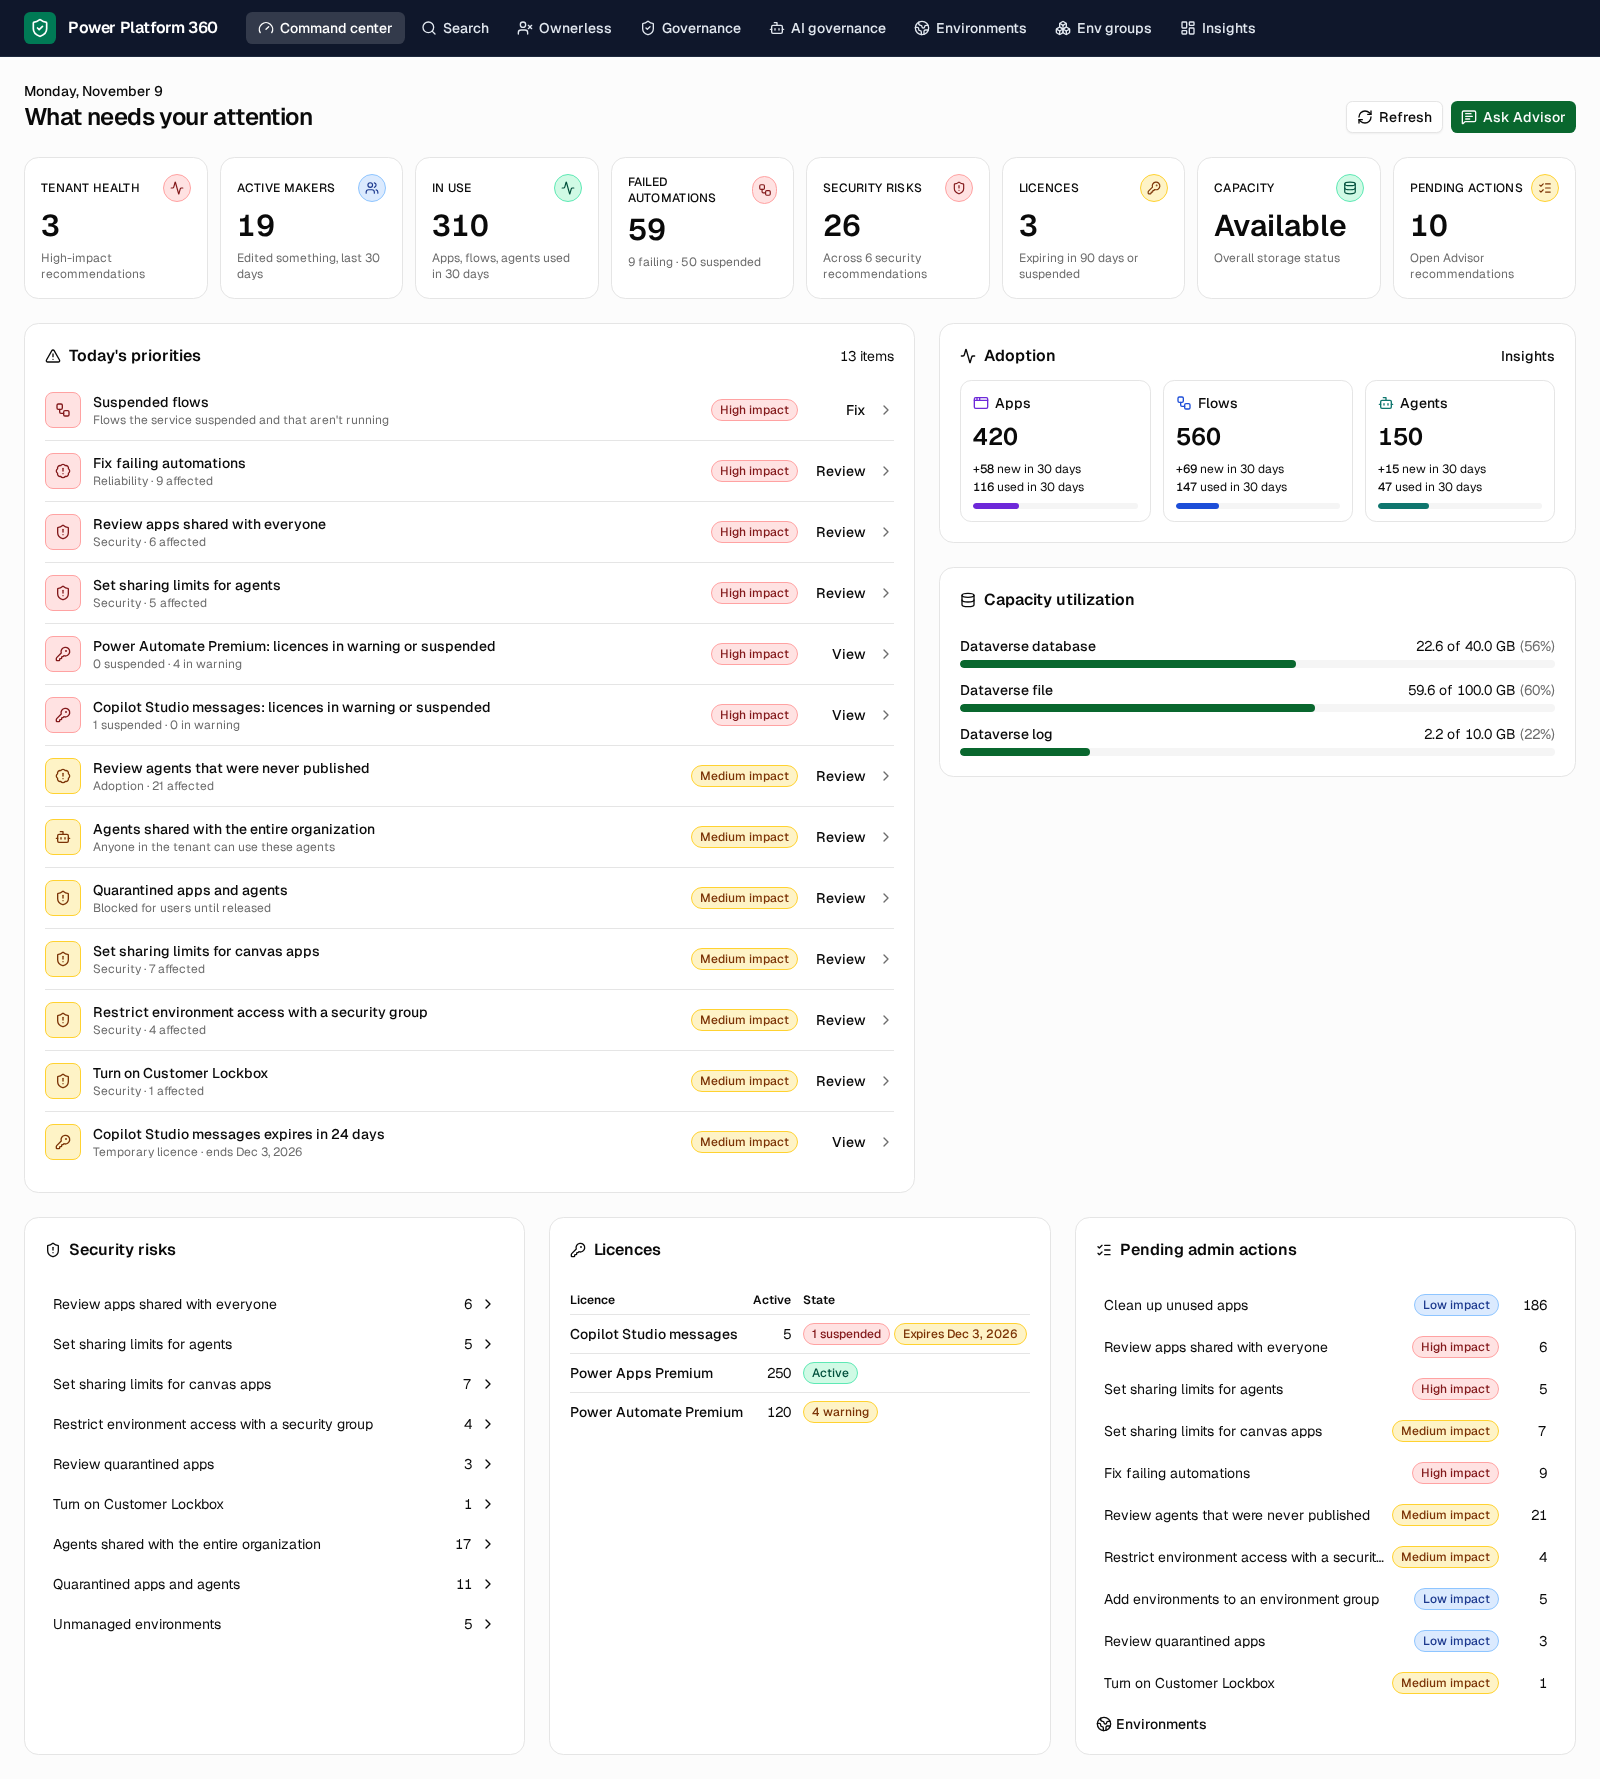 Power Platform 360
Command center
Search
Ownerless
Governance
AI governance
Environments
Env groups
Insights
Monday, November 9
What needs your attention
Refresh
Ask Advisor
TENANT HEALTH
3
High-impact
recommendations
ACTIVE MAKERS
19
Edited something, last 30
days
IN USE
310
Apps, flows, agents used
in 30 days
FAILED
AUTOMATIONS
59
9 failing · 50 suspended
SECURITY RISKS
26
Across 6 security
recommendations
LICENCES
3
Expiring in 90 days or
suspended
CAPACITY
Available
Overall storage status
PENDING ACTIONS
10
Open Advisor
recommendations
Today's priorities
13 items
Suspended flows
Flows the service suspended and that aren't running
High impact
Fix
Fix failing automations
Reliability · 9 affected
High impact
Review
Review apps shared with everyone
Security · 6 affected
High impact
Review
Set sharing limits for agents
Security · 5 affected
High impact
Review
Power Automate Premium: licences in warning or suspended
0 suspended · 4 in warning
High impact
View
Copilot Studio messages: licences in warning or suspended
1 suspended · 0 in warning
High impact
View
Review agents that were never published
Adoption · 21 affected
Medium impact
Review
Agents shared with the entire organization
Anyone in the tenant can use these agents
Medium impact
Review
Quarantined apps and agents
Blocked for users until released
Medium impact
Review
Set sharing limits for canvas apps
Security · 7 affected
Medium impact
Review
Restrict environment access with a security group
Security · 4 affected
Medium impact
Review
Turn on Customer Lockbox
Security · 1 affected
Medium impact
Review
Copilot Studio messages expires in 24 days
Temporary licence · ends Dec 3, 2026
Medium impact
View
Adoption
Insights
Apps
420
+58 new in 30 days
116 used in 30 days
Flows
560
+69 new in 30 days
147 used in 30 days
Agents
150
+15 new in 30 days
47 used in 30 days
Capacity utilization
Dataverse database
22.6 of 40.0 GB (56%)
Dataverse file
59.6 of 100.0 GB (60%)
Dataverse log
2.2 of 10.0 GB (22%)
Security risks
Review apps shared with everyone 6
Set sharing limits for agents 5
Set sharing limits for canvas apps 7
Restrict environment access with a security group 4
Review quarantined apps 3
Turn on Customer Lockbox 1
Agents shared with the entire organization 17
Quarantined apps and agents 11
Unmanaged environments 5
Licences
Licence Active State
Copilot Studio messages 5 1 suspended Expires Dec 3, 2026
Power Apps Premium 250 Active
Power Automate Premium 120 4 warning
Pending admin actions
Clean up unused apps Low impact 186
Review apps shared with everyone High impact 6
Set sharing limits for agents High impact 5
Set sharing limits for canvas apps Medium impact 7
Fix failing automations High impact 9
Review agents that were never published Medium impact 21
Restrict environment access with a securit... Medium impact 4
Add environments to an environment group Low impact 5
Review quarantined apps Low impact 3
Turn on Customer Lockbox Medium impact 1
Environments